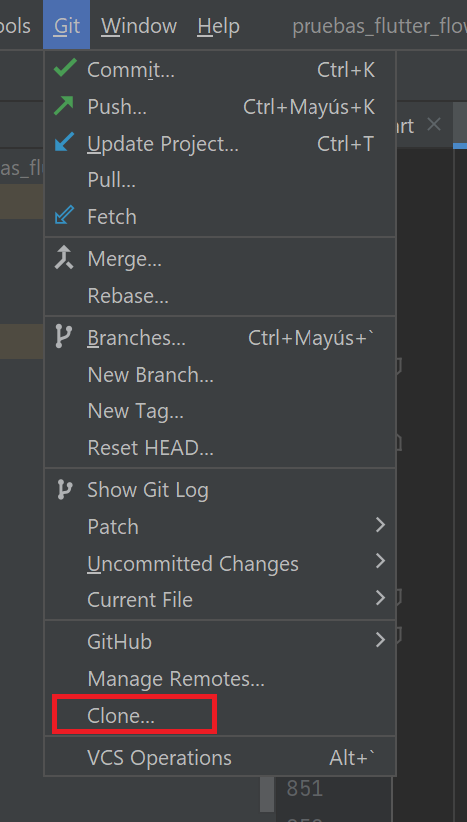 ools Git Window Help pruebas_flutter_flow
Commit... Ctrl+K
Push... Ctrl+Mayús+K
art
Update Project... Ctrl+T
as_fl
Pull...
Fetch
Merge...
Rebase...
Branches... Ctrl+Mayús+`
New Branch...
New Tag...
Reset HEAD...
Show Git Log
Patch
Uncommitted Changes
Current File
GitHub
Manage Remotes...
Clone...
VCS Operations Alt+`
851